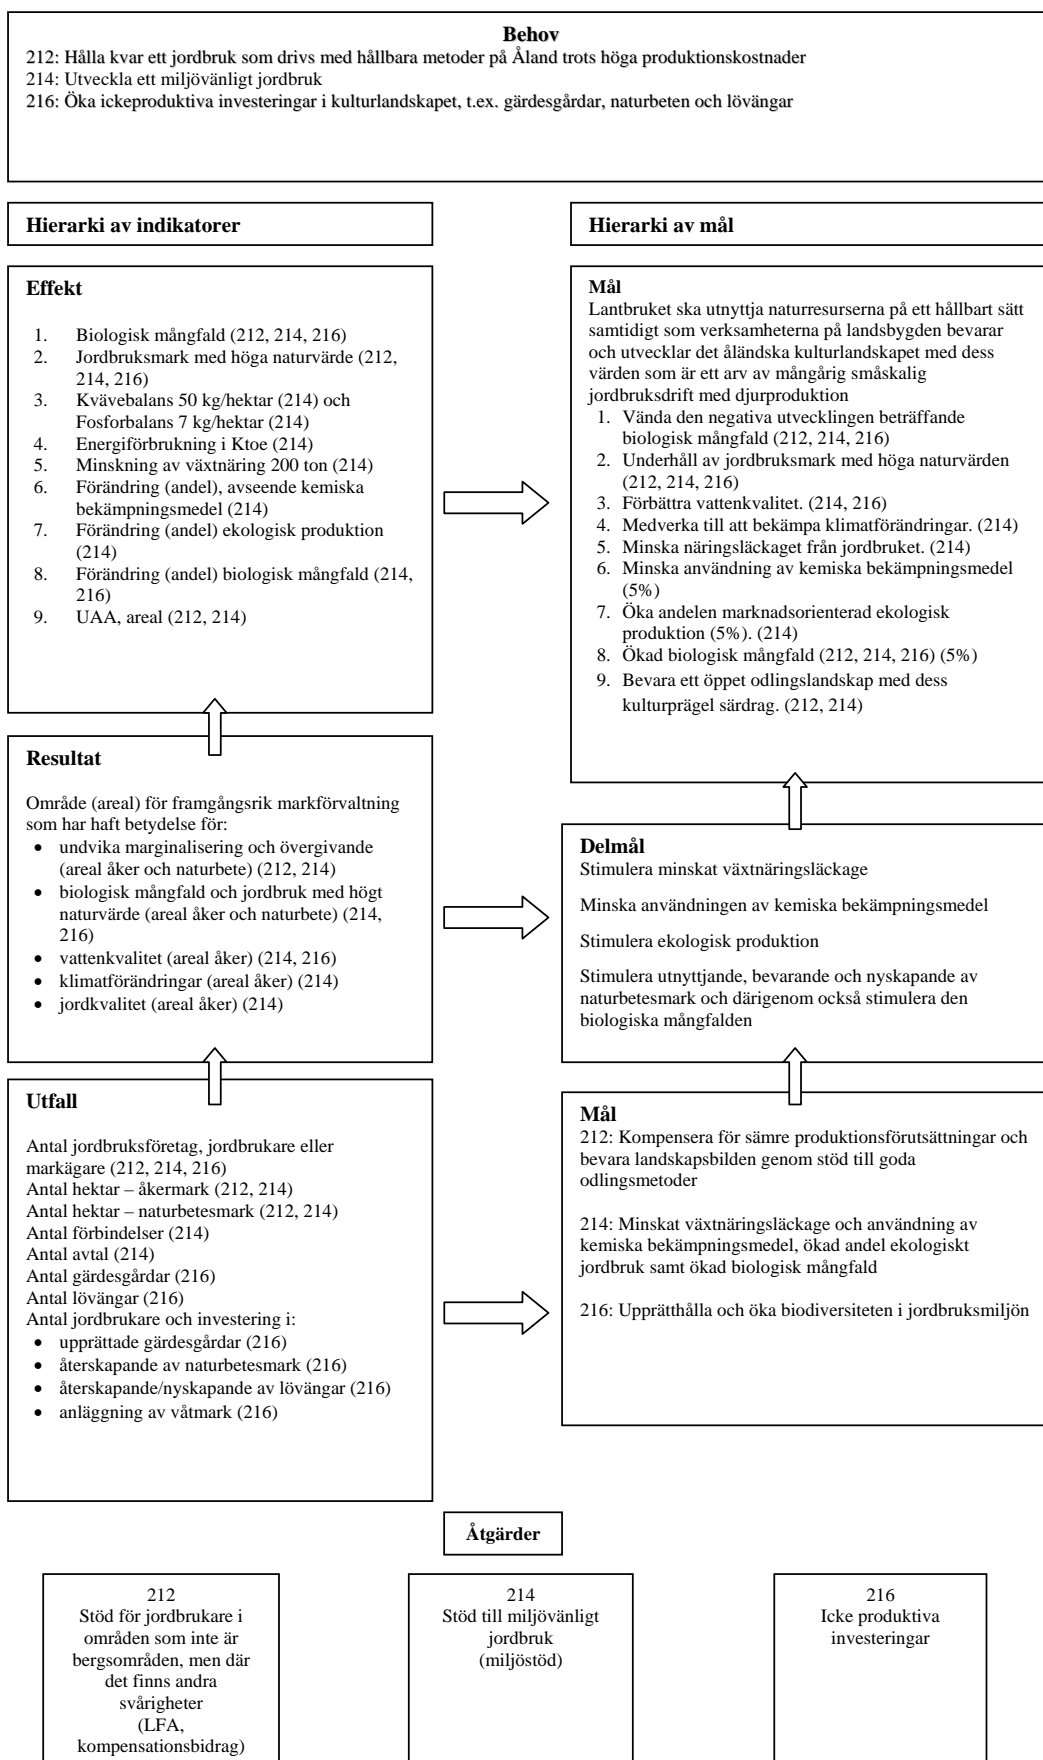 Behov
212: Hålla kvar ett jordbruk som drivs med hållbara metoder på Åland trots höga produktionskostnader
214: Utveckla ett miljövänligt jordbruk
216: Öka ickeproduktiva investeringar i kulturlandskapet, t.ex. gärdesgårdar, naturbeten och lövängar
Hierarki av indikatorer
Effekt
1. Biologisk mångfald (212, 214, 216)
2. Jordbruksmark med höga naturvärde (212,
214, 216)
3. Kvävebalans 50 kg/hektar (214) och
Fosforbalans 7 kg/hektar (214)
4. Energiförbrukning i Ktoe (214)
5. Minskning av växtnäring 200 ton (214)
6. Förändring (andel), avseende kemiska
bekämpningsmedel (214)
7. Förändring (andel) ekologisk produktion
(214)
8. Förändring (andel) biologisk mångfald (214,
216)
9. UAA, areal (212, 214)
Resultat
Område (areal) för framgångsrik markförvaltning
som har haft betydelse för:
• undvika marginalisering och övergivande
(areal åker och naturbete) (212, 214)
• biologisk mångfald och jordbruk med högt
naturvärde (areal åker och naturbete) (214,
216)
• vattenkvalitet (areal åker) (214, 216)
• klimatförändringar (areal åker) (214)
• jordkvalitet (areal åker) (214)
Utfall
Antal jordbruksföretag, jordbrukare eller
markägare (212, 214, 216)
Antal hektar – åkermark (212, 214)
Antal hektar – naturbetesmark (212, 214)
Antal förbindelser (214)
Antal avtal (214)
Antal gärdesgårdar (216)
Antal lövängar (216)
Antal jordbrukare och investering i:
• upprättade gärdesgårdar (216)
• återskapande av naturbetesmark (216)
• återskapande/nyskapande av lövängar (216)
• anläggning av våtmark (216)
Hierarki av mål
Mål
Lantbruket ska utnyttja naturresurserna på ett hållbart sätt
samtidigt som verksamheterna på landsbygden bevarar
och utvecklar det åländska kulturlandskapet med dess
värden som är ett arv av mångårig småskalig
jordbruksdrift med djurproduktion
1. Vända den negativa utvecklingen beträffande
biologisk mångfald (212, 214, 216)
2. Underhåll av jordbruksmark med höga naturvärden
(212, 214, 216)
3. Förbättra vattenkvalitet. (214, 216)
4. Medverka till att bekämpa klimatförändringar. (214)
5. Minska näringsläckaget från jordbruket. (214)
6. Minska användning av kemiska bekämpningsmedel
(5%)
7. Öka andelen marknadsorienterad ekologisk
produktion (5%). (214)
8. Ökad biologisk mångfald (212, 214, 216) (5%)
9. Bevara ett öppet odlingslandskap med dess
kulturprägel särdrag. (212, 214)
Delmål
Stimulera minskat växtnäringsläckage
Minska användningen av kemiska bekämpningsmedel
Stimulera ekologisk produktion
Stimulera utnyttjande, bevarande och nyskapande av
naturbetesmark och därigenom också stimulera den
biologiska mångfalden
Mål
212: Kompensera för sämre produktionsförutsättningar och
bevara landskapsbilden genom stöd till goda
odlingsmetoder
214: Minskat växtnäringsläckage och användning av
kemiska bekämpningsmedel, ökad andel ekologiskt
jordbruk samt ökad biologisk mångfald
216: Upprätthålla och öka biodiversiteten i jordbruksmiljön
Åtgärder
212
Stöd för jordbrukare i
områden som inte är
bergsområden, men där
det finns andra
svårigheter
(LFA,
kompensationsbidrag)
214
Stöd till miljövänligt
jordbruk
(miljöstöd)
216
Icke produktiva
investeringar